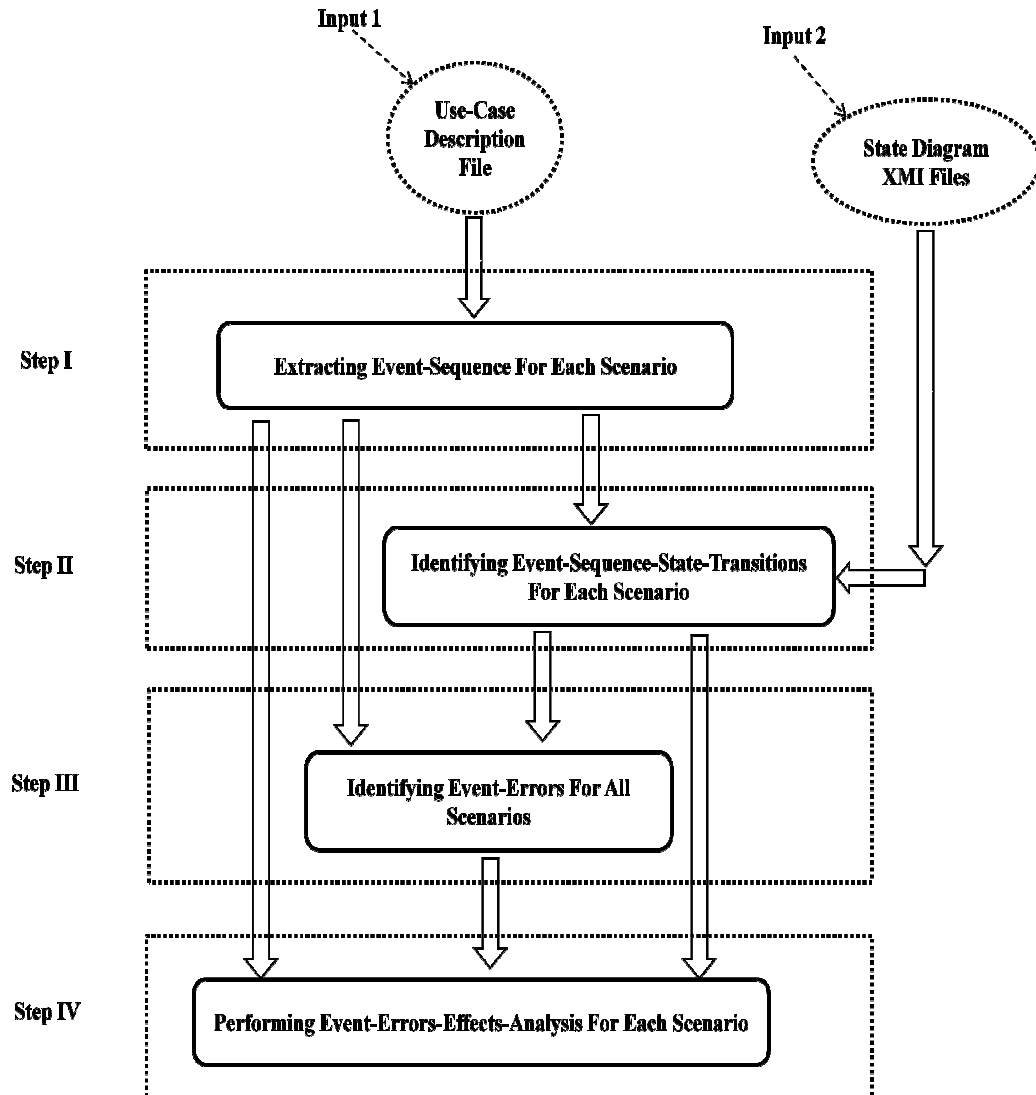 Input 1
Input 2
Use-Case
Description
File
State Diagram
XMI Files
Step I
Extracting Event-Sequence For Each Scenario
Step II
Identifying Event-Sequence-State-Transitions
For Each Scenario
Step III
Identifying Event-Errors For All
Scenarios
Step IV
Performing Event-Errors-Effects-Analysis For Each Scenario